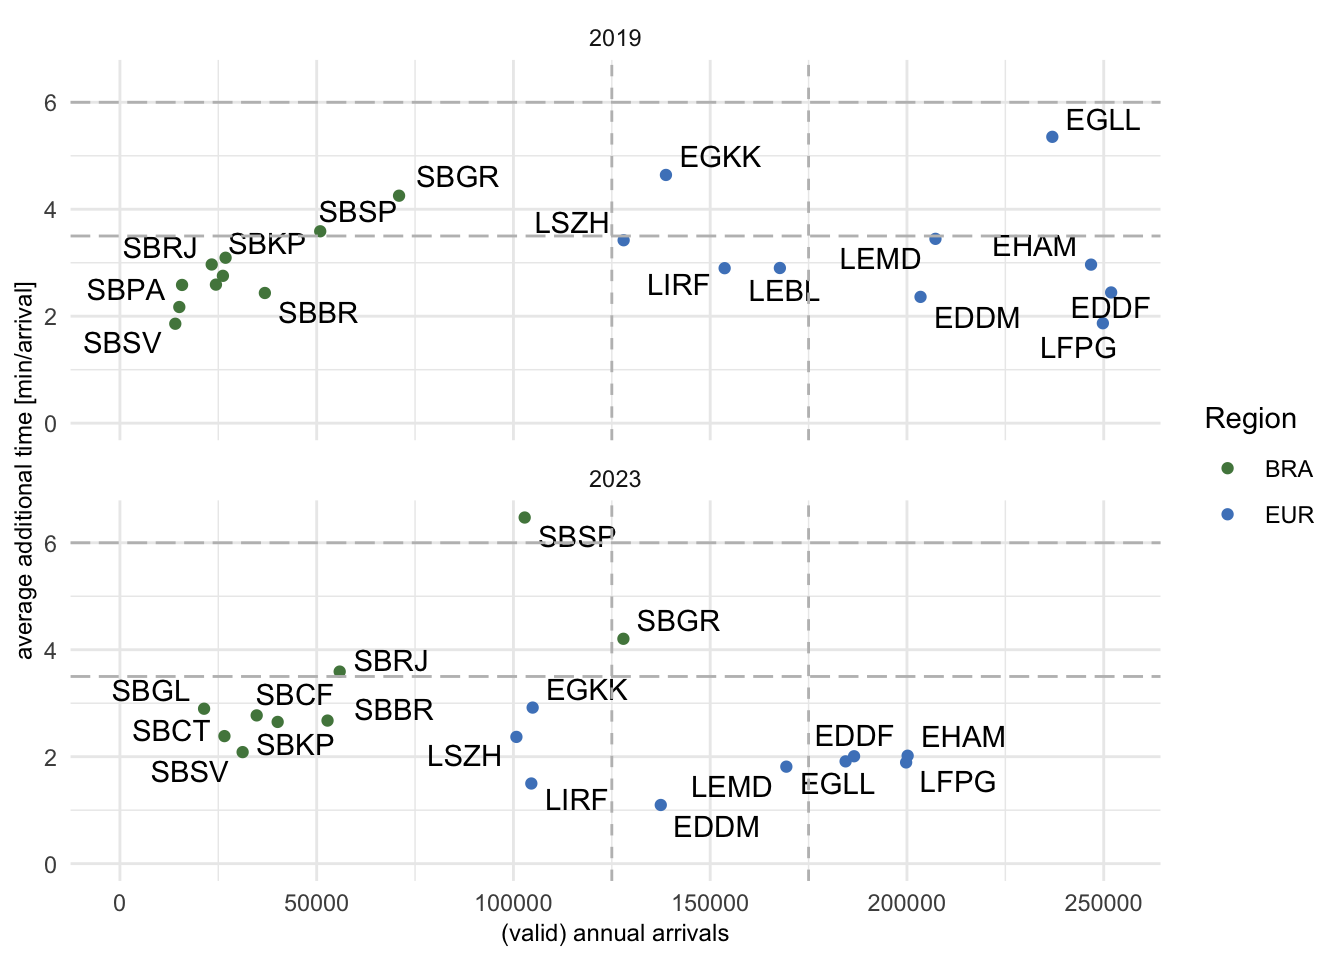 2019
6
4
2
0
EGLL
EGKK
SBGR
SBSP
LSZH
SBRJ
SBKP
EHAM
LEMD
SBPA
LIRF
LEBL
SBBR
EDDF
EDDM
SBSV
LFPG
average additional time [min/arrival]
Region
BRA
EUR
2023
6
4
2
0
SBSP
SBGR
SBRJ
SBGL
SBCF
EGKK
SBBR
SBCT
SBKP
EDDF
EHAM
LSZH
SBSV
LEMD
EGLL
LFPG
LIRF
EDDM
0
50000
100000
150000
200000
250000
(valid) annual arrivals